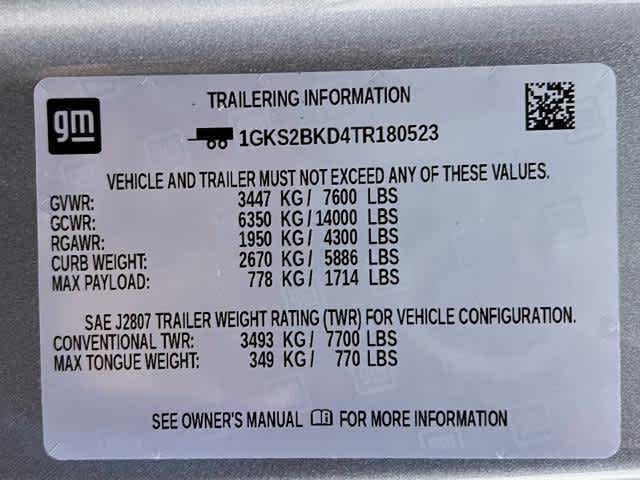 gm
TRAILERING INFORMATION
1GKS2BKD4TR180523
VEHICLE AND TRAILER MUST NOT EXCEED ANY OF THESE VALUES.
GVWR: 3447 KG/ 7600 LBS
GCWR: 6350 KG/14000 LBS
RGAWR: 1950 KG/ 4300 LBS
CURB WEIGHT: 2670 KG/ 5886 LBS
MAX PAYLOAD: 778 KG/ 1714 LBS
SAE J2807 TRAILER WEIGHT RATING (TWR) FOR VEHICLE CONFIGURATION.
CONVENTIONAL TWR: 3493 KG/ 7700 LBS
MAX TONGUE WEIGHT: 349 KG/ 770 LBS
SEE OWNER'S MANUAL FOR MORE INFORMATION